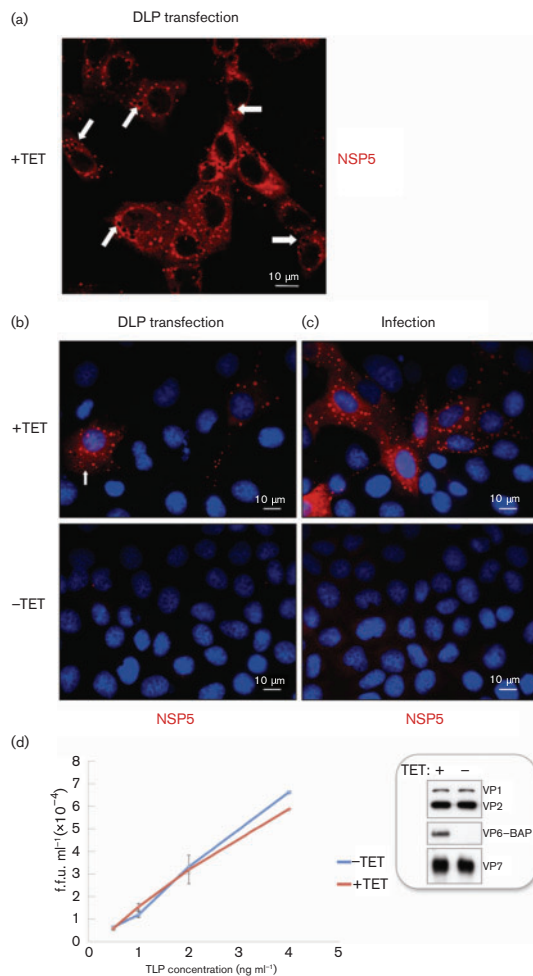 (a)
DLP transfection
+TET
NSP5
10 μm
(b)
DLP transfection
(c)
Infection
+TET
10 μm
10 μm
–TET
10 μm
10 μm
NSP5
NSP5
(d)
f.f.u. ml⁻¹(×10⁻⁴)
8
7
6
5
4
3
2
1
0
0
1
2
3
4
5
TLP concentration (ng ml⁻¹)
–TET
+TET
TET: + –
VP1
VP2
VP6–BAP
VP7